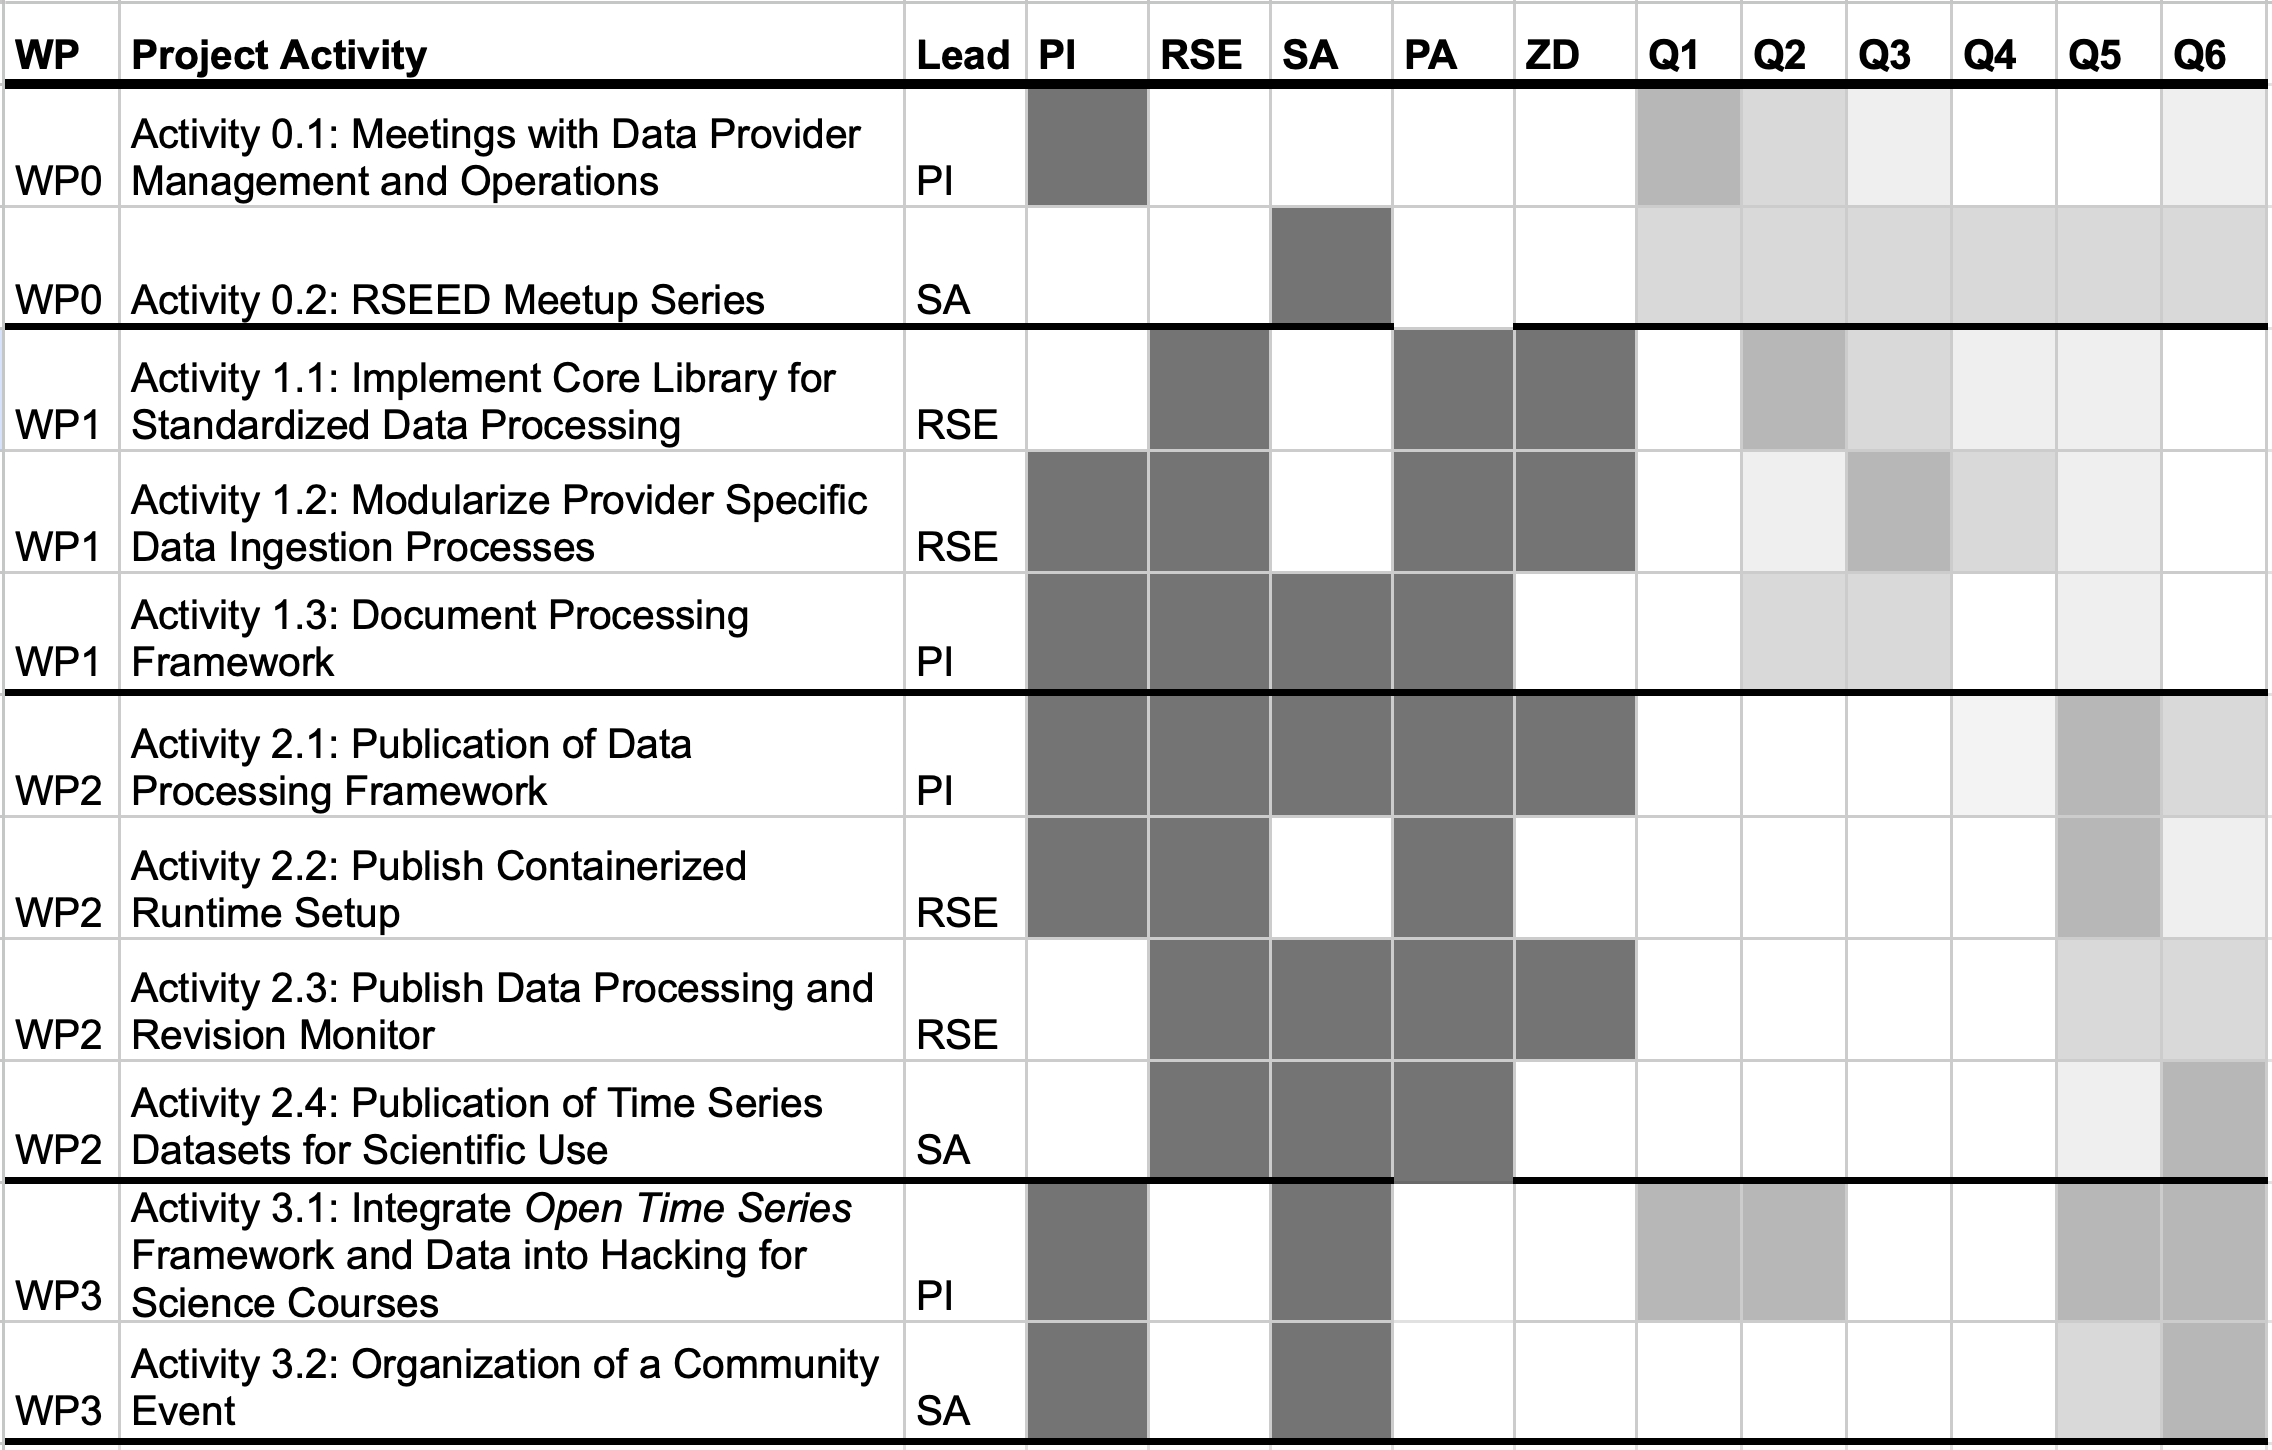 WP Project Activity Lead PI RSE SA PA ZD Q1 Q2 Q3 Q4 Q5 Q6
Activity 0.1: Meetings with Data Provider
WP0 Management and Operations PI
WP0 Activity 0.2: RSEED Meetup Series SA
Activity 1.1: Implement Core Library for
WP1 Standardized Data Processing RSE
Activity 1.2: Modularize Provider Specific
WP1 Data Ingestion Processes RSE
Activity 1.3: Document Processing
WP1 Framework PI
Activity 2.1: Publication of Data
WP2 Processing Framework PI
Activity 2.2: Publish Containerized
WP2 Runtime Setup RSE
Activity 2.3: Publish Data Processing and
WP2 Revision Monitor RSE
Activity 2.4: Publication of Time Series
WP2 Datasets for Scientific Use SA
Activity 3.1: Integrate Open Time Series
Framework and Data into Hacking for
WP3 Science Courses PI
Activity 3.2: Organization of a Community
WP3 Event SA